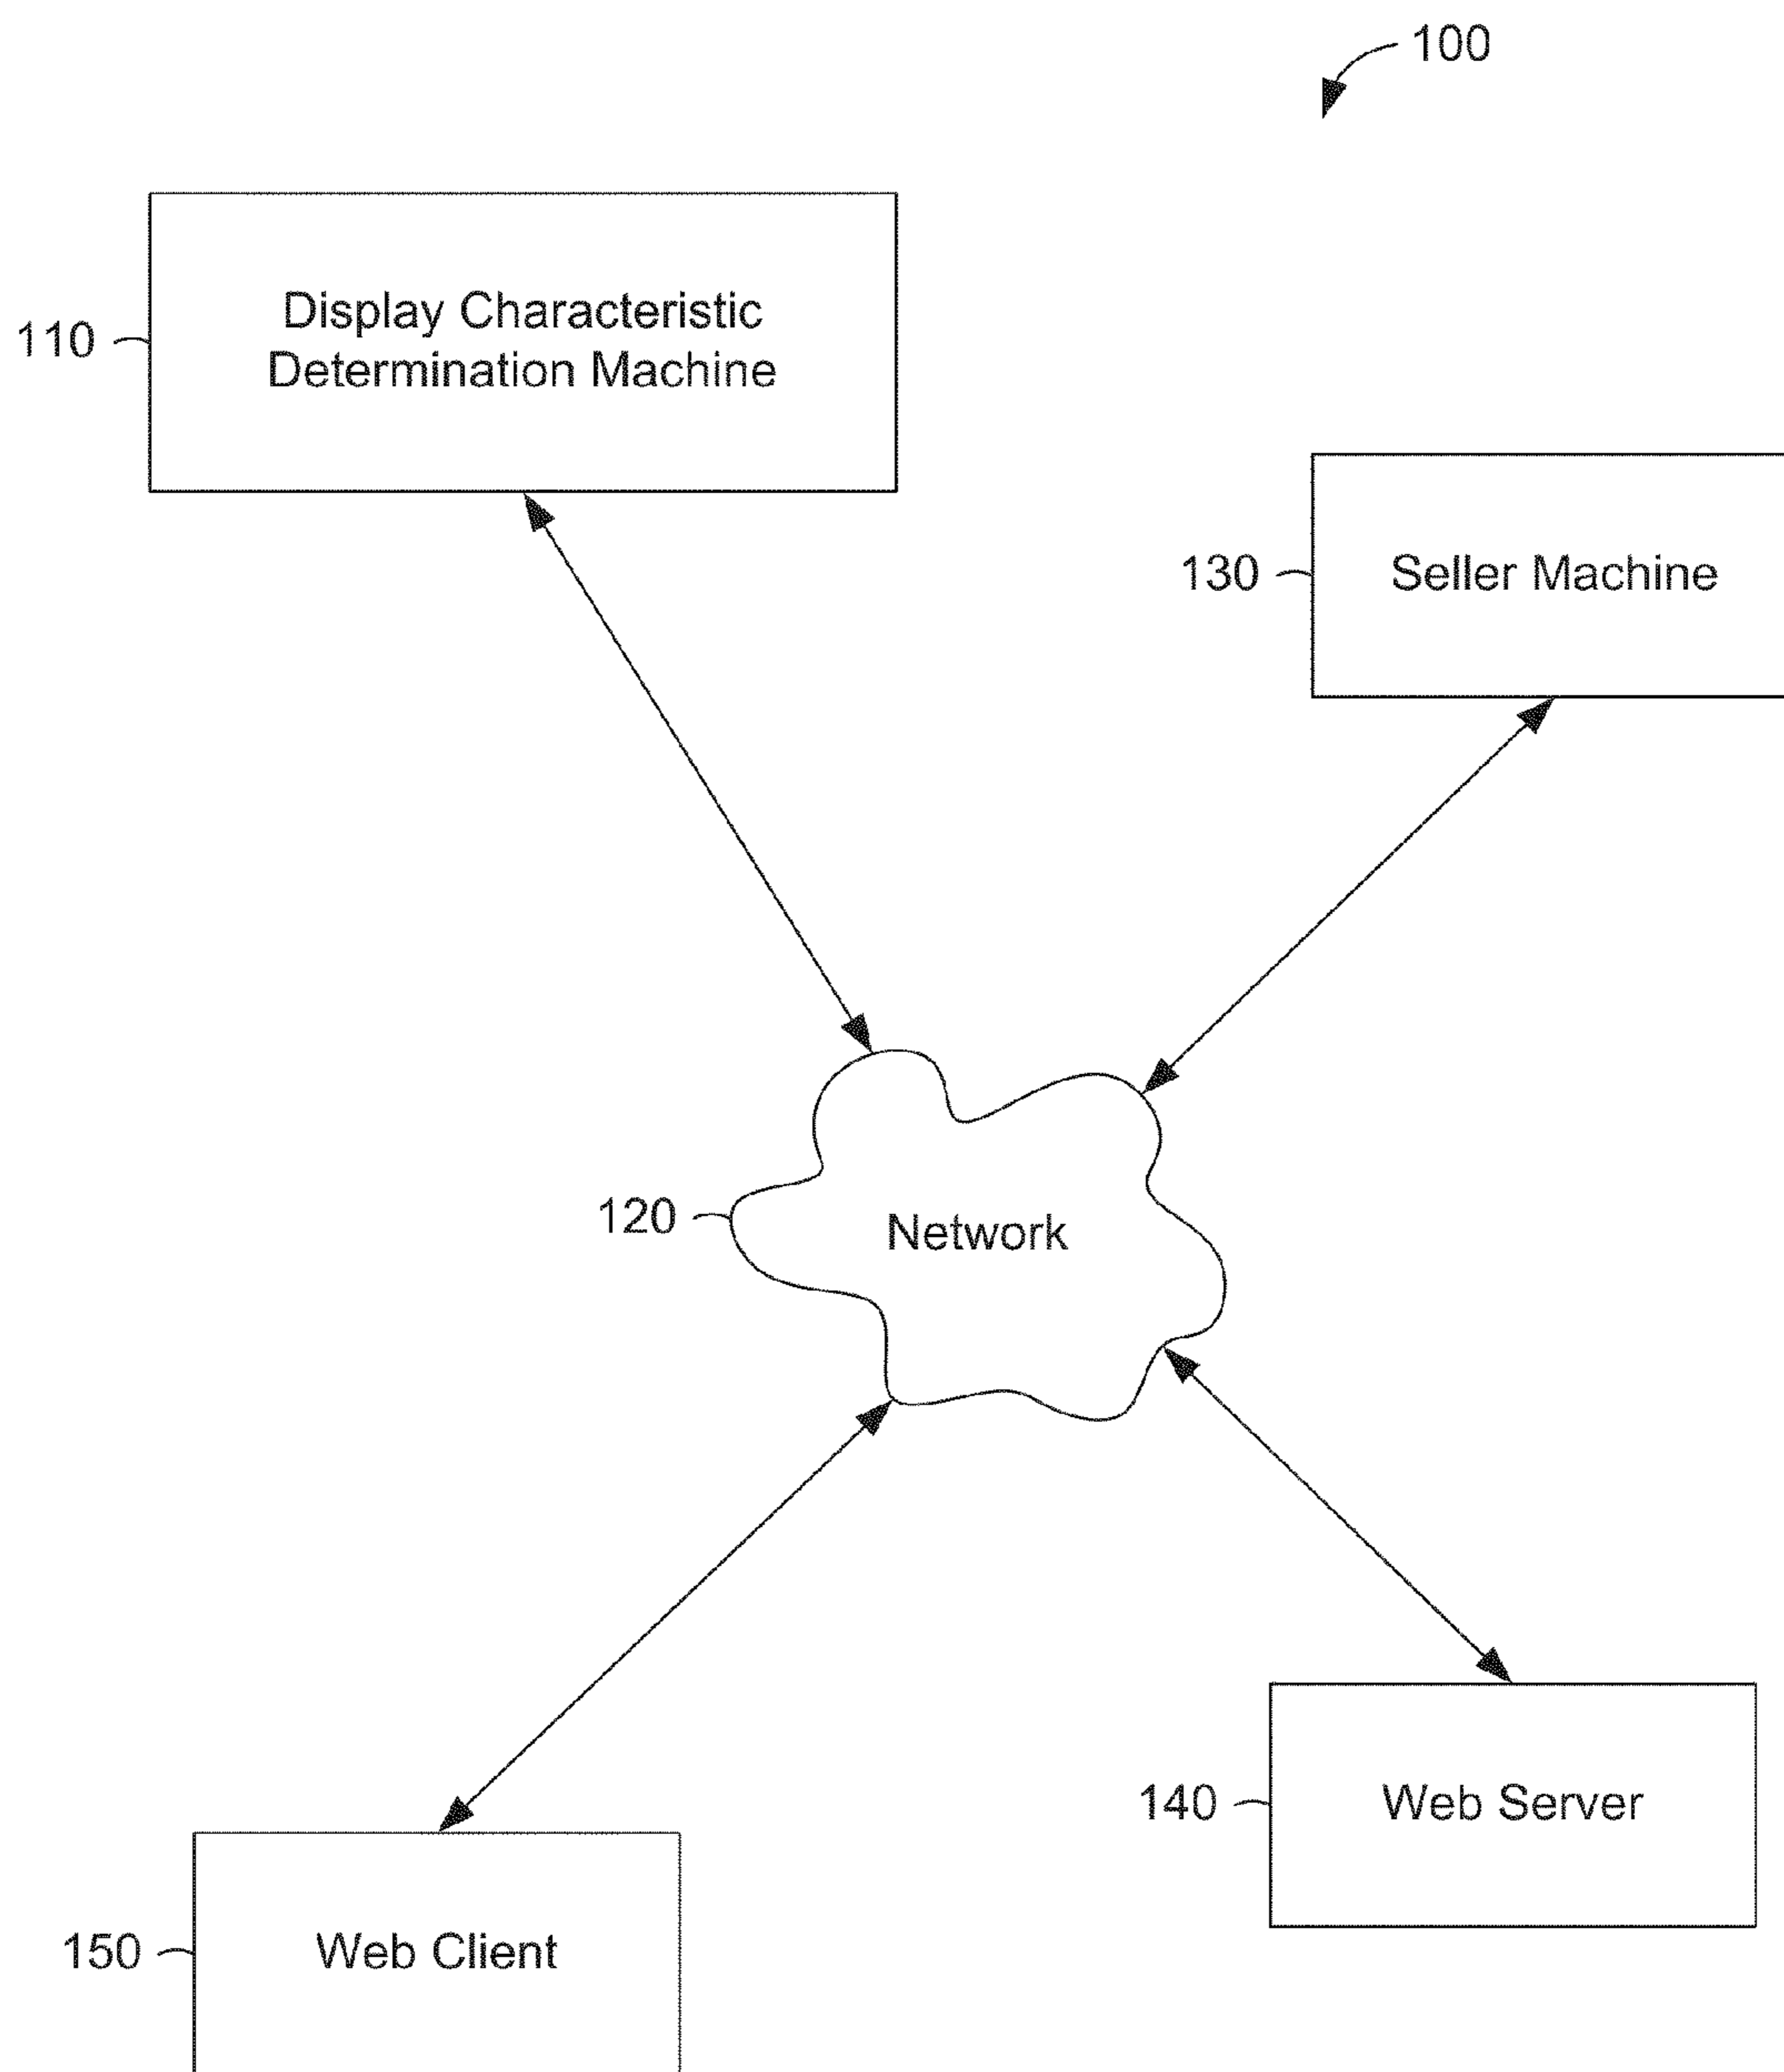 100
110
Display Characteristic
Determination Machine
130
Seller Machine
120
Network
140
Web Server
150
Web Client